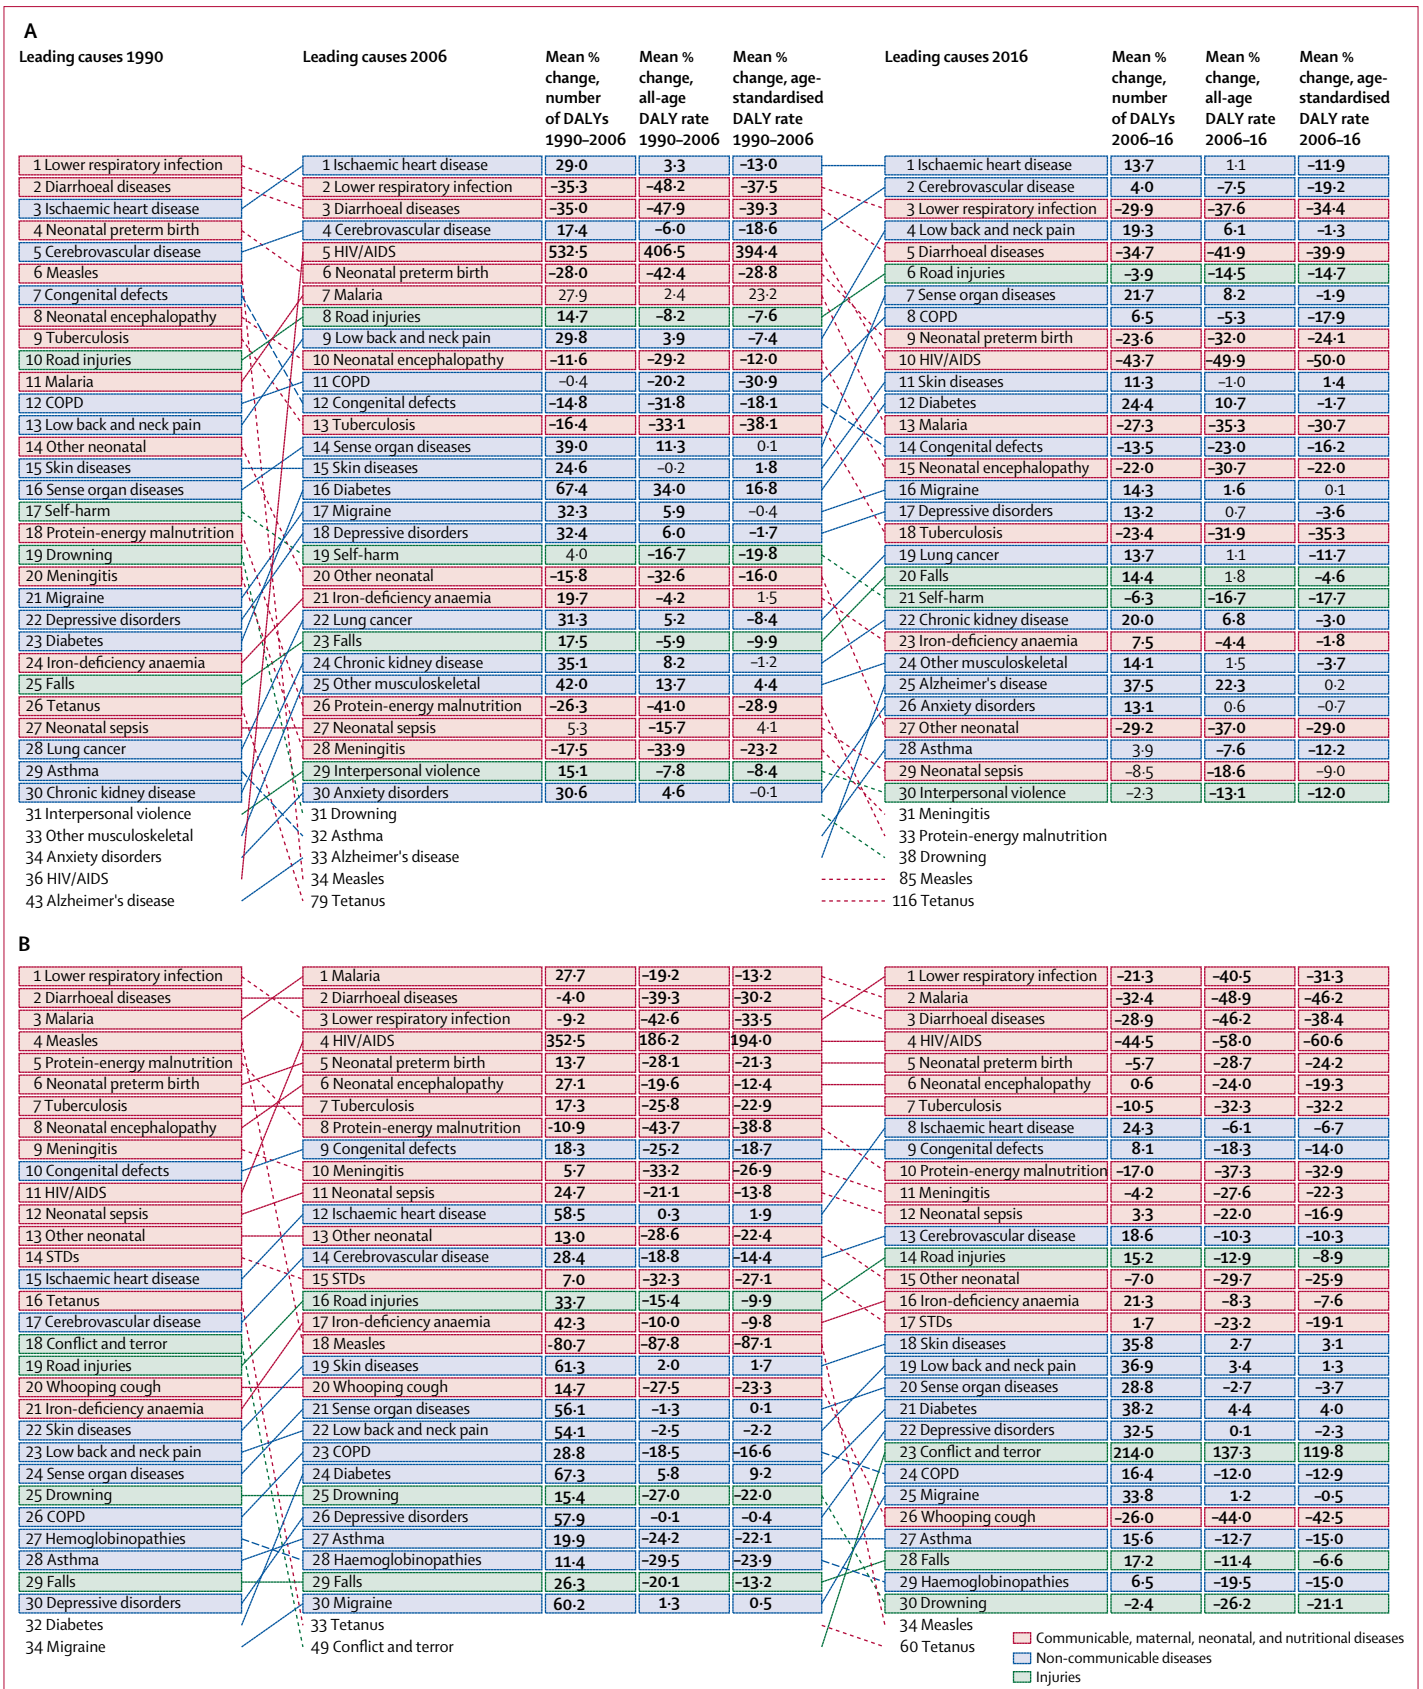 A
Leading causes 1990 Leading causes 2006 Mean % change, number of DALYs 1990–2006 Mean % change, all-age DALY rate 1990–2006 Mean % change, age-standardised DALY rate 1990–2006 Leading causes 2016 Mean % change, number of DALYs 2006–16 Mean % change, all-age DALY rate 2006–16 Mean % change, age-standardised DALY rate 2006–16
1 Lower respiratory infection 1 Ischaemic heart disease 29·0 3·3 –13·0 1 Ischaemic heart disease 13·7 1·1 –11·9
2 Diarrhoeal diseases 2 Lower respiratory infection –35·3 –48·2 –37·5 2 Cerebrovascular disease 4·0 –7·5 –19·2
3 Ischaemic heart disease 3 Diarrhoeal diseases –35·0 –47·9 –39·3 3 Lower respiratory infection –29·9 –37·6 –34·4
4 Neonatal preterm birth 4 Cerebrovascular disease 17·4 –6·0 –18·6 4 Low back and neck pain 19·3 6·1 –1·3
5 Cerebrovascular disease 5 HIV/AIDS 532·5 406·5 394·4 5 Diarrhoeal diseases –34·7 –41·9 –39·9
6 Measles 6 Neonatal preterm birth –28·0 –42·4 –28·8 6 Road injuries –3·9 –14·5 –14·7
7 Congenital defects 7 Malaria 27·9 2·4 23·2 7 Sense organ diseases 21·7 8·2 –1·9
8 Neonatal encephalopathy 8 Road injuries 14·7 –8·2 –7·6 8 COPD 6·5 –5·3 –17·9
9 Tuberculosis 9 Low back and neck pain 29·8 3·9 –7·4 9 Neonatal preterm birth –23·6 –32·0 –24·1
10 Road injuries 10 Neonatal encephalopathy –11·6 –29·2 –12·0 10 HIV/AIDS –43·7 –49·9 –50·0
11 Malaria 11 COPD –0·4 –20·2 –30·9 11 Skin diseases 11·3 –1·0 1·4
12 COPD 12 Congenital defects –14·8 –31·8 –18·1 12 Diabetes 24·4 10·7 –1·7
13 Low back and neck pain 13 Tuberculosis –16·4 –33·1 –38·1 13 Malaria –27·3 –35·3 –30·7
14 Other neonatal 14 Sense organ diseases 39·0 11·3 0·1 14 Congenital defects –13·5 –23·0 –16·2
15 Skin diseases 15 Skin diseases 24·6 –0·2 1·8 15 Neonatal encephalopathy –22·0 –30·7 –22·0
16 Sense organ diseases 16 Diabetes 67·4 34·0 16·8 16 Migraine 14·3 1·6 0·1
17 Self-harm 17 Migraine 32·3 5·9 –0·4 17 Depressive disorders 13·2 0·7 –3·6
18 Protein-energy malnutrition 18 Depressive disorders 32·4 6·0 –1·7 18 Tuberculosis –23·4 –31·9 –35·3
19 Drowning 19 Self-harm 4·0 –16·7 –19·8 19 Lung cancer 13·7 1·1 –11·7
20 Meningitis 20 Other neonatal –15·8 –32·6 –16·0 20 Falls 14·4 1·8 –4·6
21 Migraine 21 Iron-deficiency anaemia 19·7 –4·2 1·5 21 Self-harm –6·3 –16·7 –17·7
22 Depressive disorders 22 Lung cancer 31·3 5·2 –8·4 22 Chronic kidney disease 20·0 6·8 –3·0
23 Diabetes 23 Falls 17·5 –5·9 –9·9 23 Iron-deficiency anaemia 7·5 –4·4 –1·8
24 Iron-deficiency anaemia 24 Chronic kidney disease 35·1 8·2 –1·2 24 Other musculoskeletal 14·1 1·5 –3·7
25 Falls 25 Other musculoskeletal 42·0 13·7 4·4 25 Alzheimer's disease 37·5 22·3 0·2
26 Tetanus 26 Protein-energy malnutrition –26·3 –41·0 –28·9 26 Anxiety disorders 13·1 0·6 –0·7
27 Neonatal sepsis 27 Neonatal sepsis 5·3 –15·7 4·1 27 Other neonatal –29·2 –37·0 –29·0
28 Lung cancer 28 Meningitis –17·5 –33·9 –23·2 28 Asthma 3·9 –7·6 –12·2
29 Asthma 29 Interpersonal violence 15·1 –7·8 –8·4 29 Neonatal sepsis –8·5 –18·6 –9·0
30 Chronic kidney disease 30 Anxiety disorders 30·6 4·6 –0·1 30 Interpersonal violence –2·3 –13·1 –12·0
31 Interpersonal violence 31 Drowning 31 Meningitis
33 Other musculoskeletal 32 Asthma 33 Protein-energy malnutrition
34 Anxiety disorders 33 Alzheimer's disease 38 Drowning
36 HIV/AIDS 34 Measles 85 Measles
43 Alzheimer's disease 79 Tetanus 116 Tetanus
B
1 Lower respiratory infection 1 Malaria 27·7 –19·2 –13·2 1 Lower respiratory infection –21·3 –40·5 –31·3
2 Diarrhoeal diseases 2 Diarrhoeal diseases -4·0 –39·3 –30·2 2 Malaria –32·4 –48·9 –46·2
3 Malaria 3 Lower respiratory infection -9·2 –42·6 –33·5 3 Diarrhoeal diseases –28·9 –46·2 –38·4
4 Measles 4 HIV/AIDS 352·5 186·2 194·0 4 HIV/AIDS –44·5 –58·0 –60·6
5 Protein-energy malnutrition 5 Neonatal preterm birth 13·7 –28·1 –21·3 5 Neonatal preterm birth –5·7 –28·7 –24·2
6 Neonatal preterm birth 6 Neonatal encephalopathy 27·1 –19·6 –12·4 6 Neonatal encephalopathy 0·6 –24·0 –19·3
7 Tuberculosis 7 Tuberculosis 17·3 –25·8 –22·9 7 Tuberculosis –10·5 –32·3 –32·2
8 Neonatal encephalopathy 8 Protein-energy malnutrition -10·9 –43·7 –38·8 8 Ischaemic heart disease 24·3 –6·1 –6·7
9 Meningitis 9 Congenital defects 18·3 –25·2 –18·7 9 Congenital defects 8·1 –18·3 –14·0
10 Congenital defects 10 Meningitis 5·7 –33·2 –26·9 10 Protein-energy malnutrition –17·0 –37·3 –32·9
11 HIV/AIDS 11 Neonatal sepsis 24·7 –21·1 –13·8 11 Meningitis –4·2 –27·6 –22·3
12 Neonatal sepsis 12 Ischaemic heart disease 58·5 0·3 1·9 12 Neonatal sepsis 3·3 –22·0 –16·9
13 Other neonatal 13 Other neonatal 13·0 –28·6 –22·4 13 Cerebrovascular disease 18·6 –10·3 –10·3
14 STDs 14 Cerebrovascular disease 28·4 –18·8 –14·4 14 Road injuries 15·2 –12·9 –8·9
15 Ischaemic heart disease 15 STDs 7·0 –32·3 –27·1 15 Other neonatal –7·0 –29·7 –25·9
16 Tetanus 16 Road injuries 33·7 –15·4 –9·9 16 Iron-deficiency anaemia 21·3 –8·3 –7·6
17 Cerebrovascular disease 17 Iron-deficiency anaemia 42·3 –10·0 –9·8 17 STDs 1·7 –23·2 –19·1
18 Conflict and terror 18 Measles -80·7 –87·8 –87·1 18 Skin diseases 35·8 2·7 3·1
19 Road injuries 19 Skin diseases 61·3 2·0 1·7 19 Low back and neck pain 36·9 3·4 1·3
20 Whooping cough 20 Whooping cough 14·7 –27·5 –23·3 20 Sense organ diseases 28·8 –2·7 –3·7
21 Iron-deficiency anaemia 21 Sense organ diseases 56·1 –1·3 0·1 21 Diabetes 38·2 4·4 4·0
22 Skin diseases 22 Low back and neck pain 54·1 –2·5 –2·2 22 Depressive disorders 32·5 0·1 –2·3
23 Low back and neck pain 23 COPD 28·8 –18·5 –16·6 23 Conflict and terror 214·0 137·3 119·8
24 Sense organ diseases 24 Diabetes 67·3 5·8 9·2 24 COPD 16·4 –12·0 –12·9
25 Drowning 25 Drowning 15·4 –27·0 –22·0 25 Migraine 33·8 1·2 –0·5
26 COPD 26 Depressive disorders 57·9 –0·1 –0·4 26 Whooping cough –26·0 –44·0 –42·5
27 Hemoglobinopathies 27 Asthma 19·9 –24·2 –22·1 27 Asthma 15·6 –12·7 –15·0
28 Asthma 28 Haemoglobinopathies 11·4 –29·5 –23·9 28 Falls 17·2 –11·4 –6·6
29 Falls 29 Falls 26·3 –20·1 –13·2 29 Haemoglobinopathies 6·5 –19·5 –15·0
30 Depressive disorders 30 Migraine 60·2 1·3 0·5 30 Drowning –2·4 –26·2 –21·1
32 Diabetes 33 Tetanus 34 Measles
34 Migraine 49 Conflict and terror 60 Tetanus
Communicable, maternal, neonatal, and nutritional diseases
Non-communicable diseases
Injuries